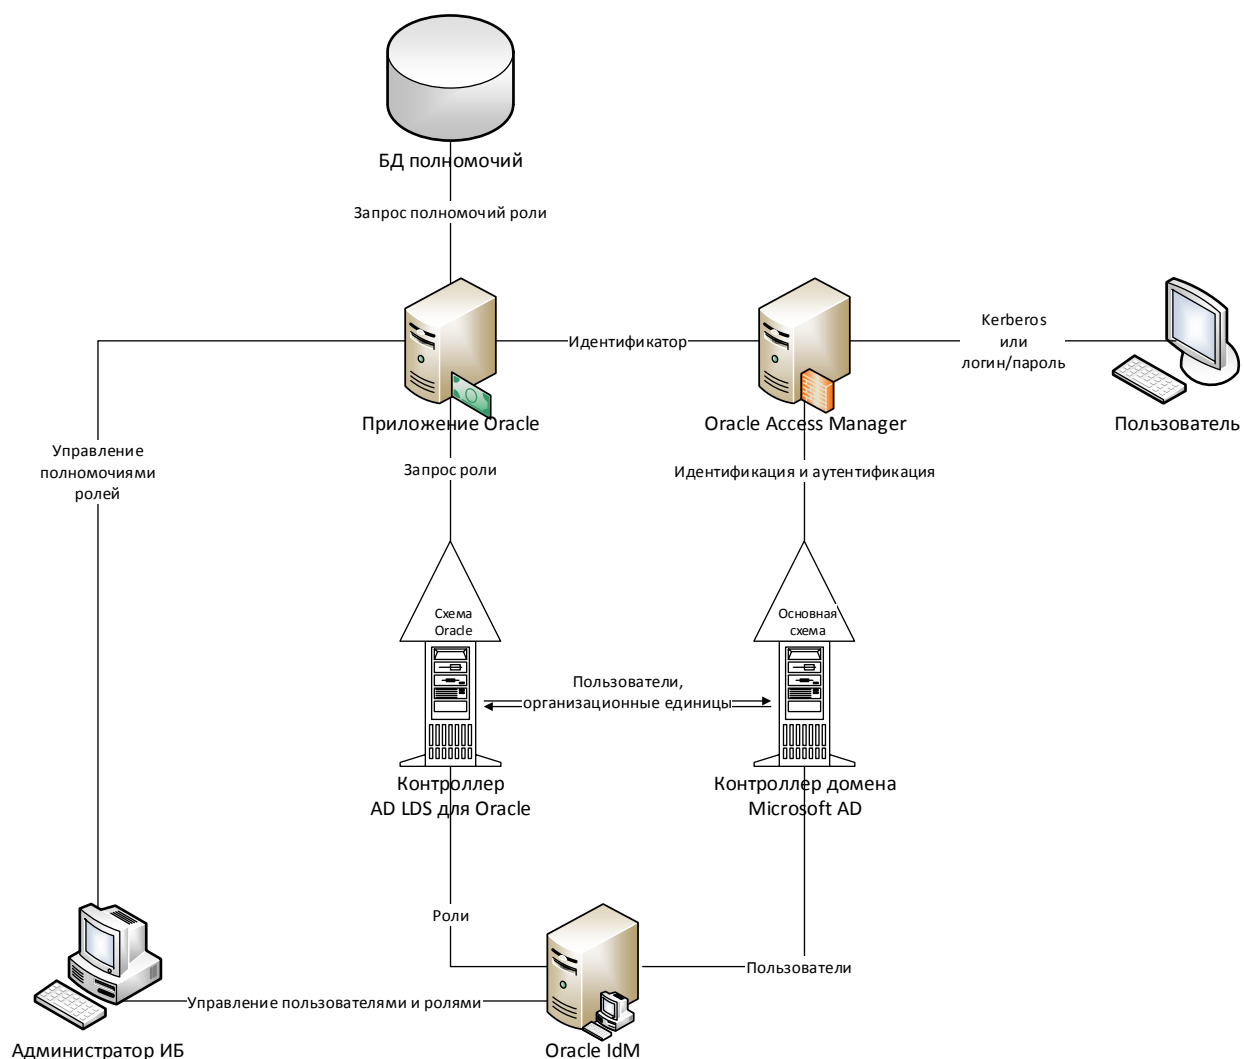 БД полномочий
Запрос полномочий роли
Идентификатор
Kerberos
или
логин/пароль
Приложение Oracle
Oracle Access Manager
Пользователь
Управление
полномочиями
ролей
Запрос роли
Идентификация и аутентификация
Схема
Oracle
Основная
схема
Пользователи,
организационные единицы
Контроллер
AD LDS для Oracle
Контроллер домена
Microsoft AD
Роли
Пользователи
Управление пользователями и ролями
Администратор ИБ
Oracle IdM